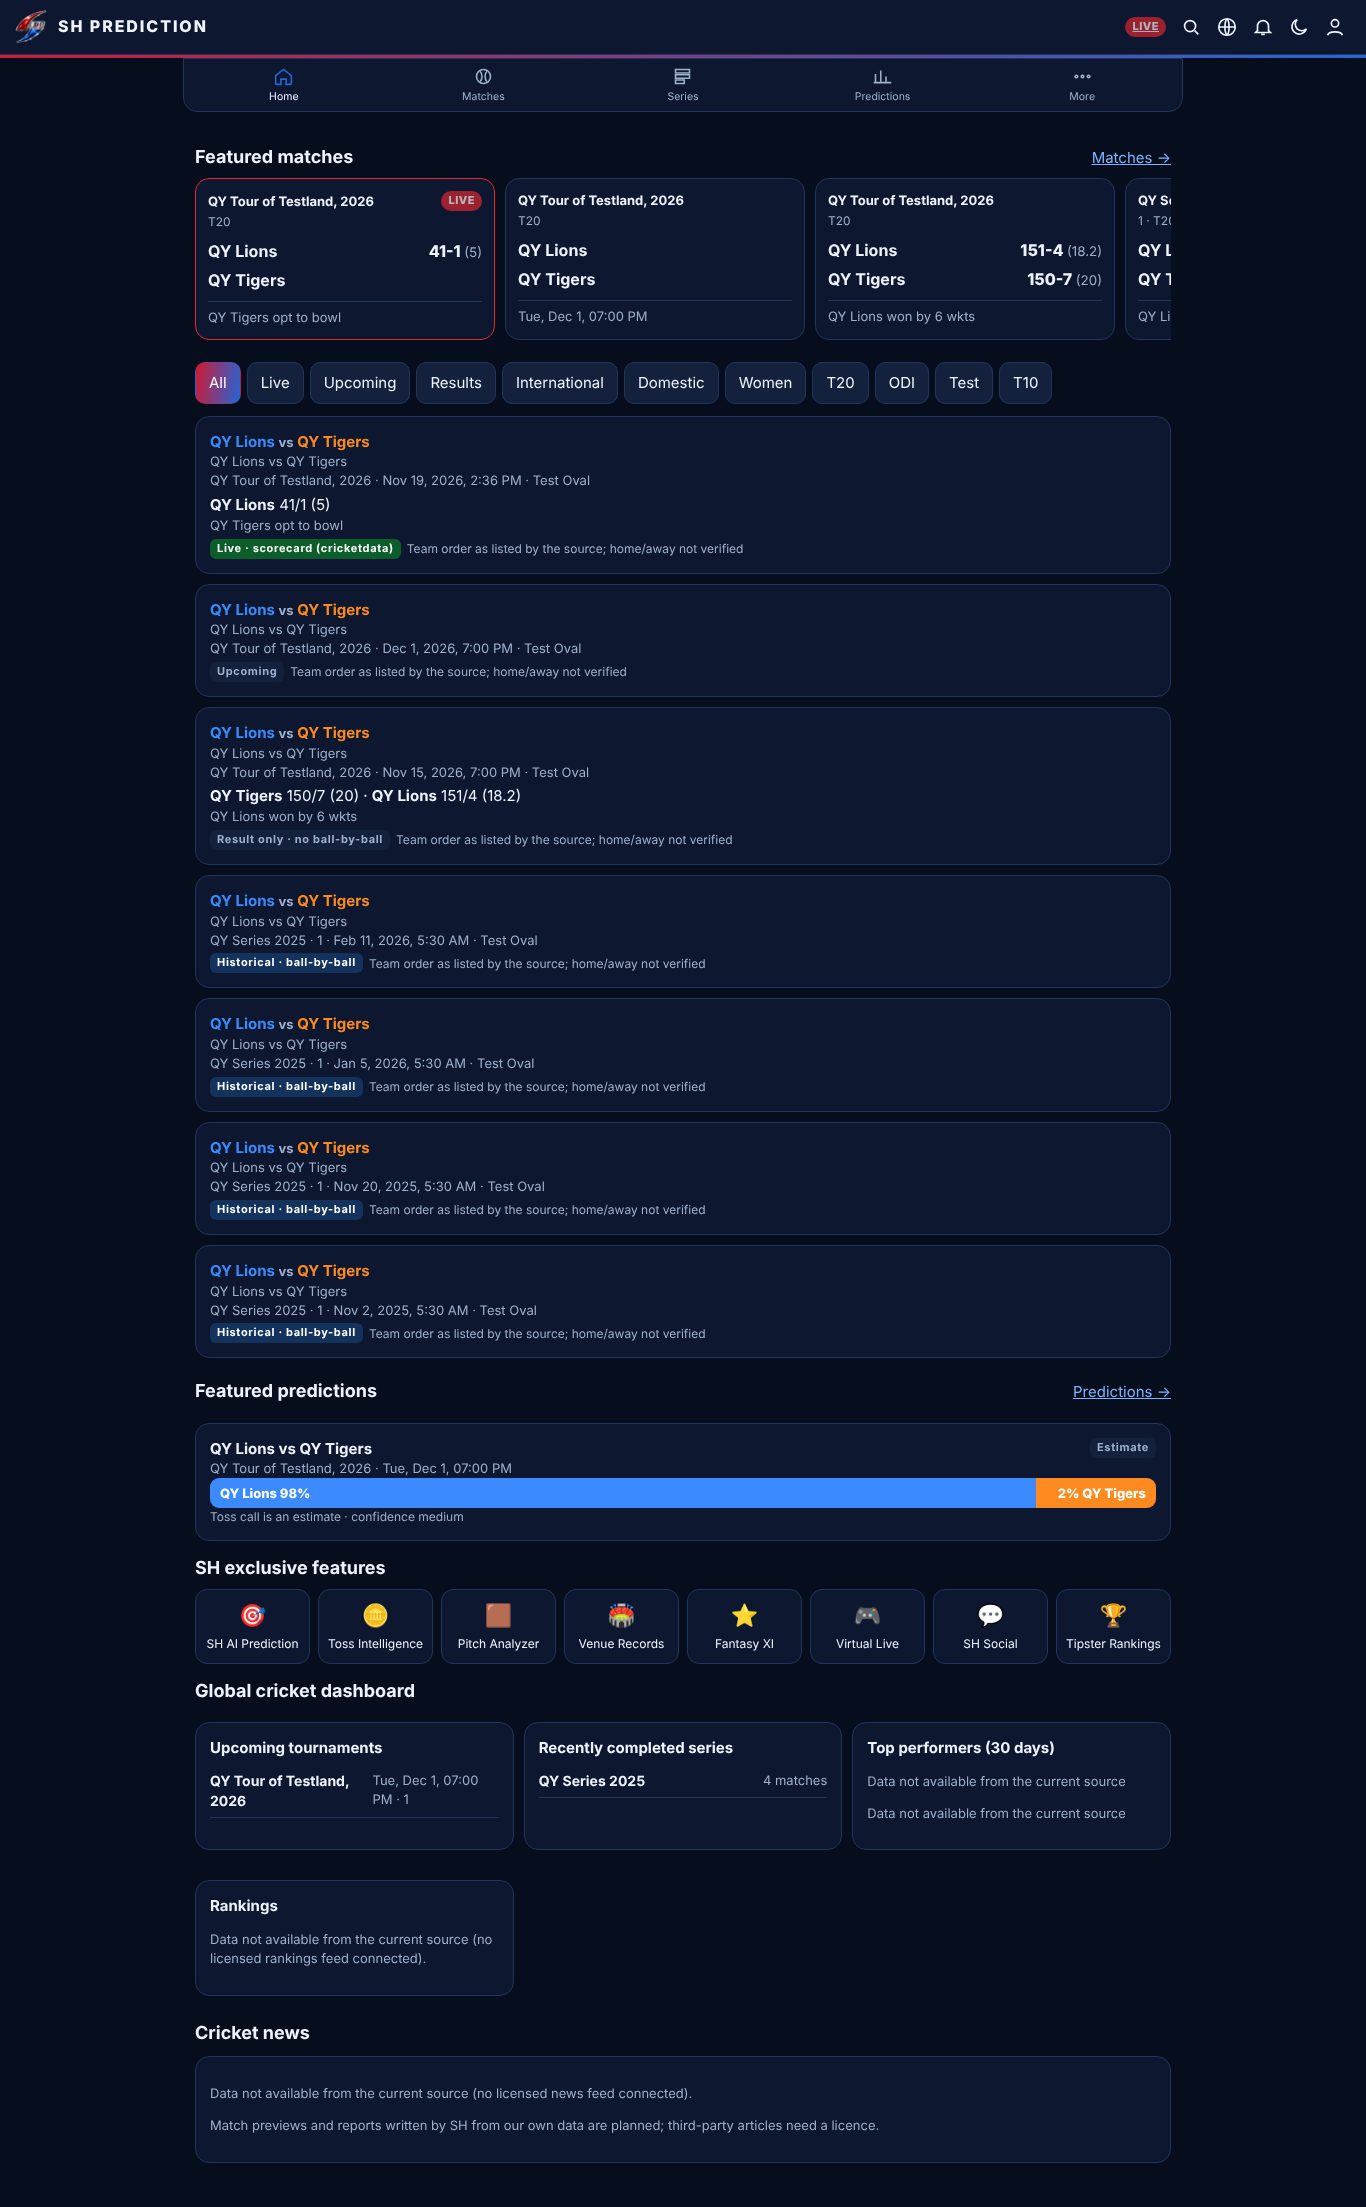 SH PREDICTION
LIVE
Home
Matches
Series
Predictions
More
Featured matches
Matches →
QY Tour of Testland, 2026
LIVE
T20
QY Lions 41-1 (5)
QY Tigers
QY Tigers opt to bowl
QY Tour of Testland, 2026
T20
QY Lions
QY Tigers
Tue, Dec 1, 07:00 PM
QY Tour of Testland, 2026
T20
QY Lions 151-4 (18.2)
QY Tigers 150-7 (20)
QY Lions won by 6 wkts
QY
1 · T20
QY L
QY T
QY Li
All
Live
Upcoming
Results
International
Domestic
Women
T20
ODI
Test
T10
QY Lions vs QY Tigers
QY Lions vs QY Tigers
QY Tour of Testland, 2026 · Nov 19, 2026, 2:36 PM · Test Oval
QY Lions 41/1 (5)
QY Tigers opt to bowl
Live · scorecard (cricketdata) Team order as listed by the source; home/away not verified
QY Lions vs QY Tigers
QY Lions vs QY Tigers
QY Tour of Testland, 2026 · Dec 1, 2026, 7:00 PM · Test Oval
Upcoming Team order as listed by the source; home/away not verified
QY Lions vs QY Tigers
QY Lions vs QY Tigers
QY Tour of Testland, 2026 · Nov 15, 2026, 7:00 PM · Test Oval
QY Tigers 150/7 (20) · QY Lions 151/4 (18.2)
QY Lions won by 6 wkts
Result only · no ball-by-ball Team order as listed by the source; home/away not verified
QY Lions vs QY Tigers
QY Lions vs QY Tigers
QY Series 2025 · 1 · Feb 11, 2026, 5:30 AM · Test Oval
Historical · ball-by-ball Team order as listed by the source; home/away not verified
QY Lions vs QY Tigers
QY Lions vs QY Tigers
QY Series 2025 · 1 · Jan 5, 2026, 5:30 AM · Test Oval
Historical · ball-by-ball Team order as listed by the source; home/away not verified
QY Lions vs QY Tigers
QY Lions vs QY Tigers
QY Series 2025 · 1 · Nov 20, 2025, 5:30 AM · Test Oval
Historical · ball-by-ball Team order as listed by the source; home/away not verified
QY Lions vs QY Tigers
QY Lions vs QY Tigers
QY Series 2025 · 1 · Nov 2, 2025, 5:30 AM · Test Oval
Historical · ball-by-ball Team order as listed by the source; home/away not verified
Featured predictions
Predictions →
QY Lions vs QY Tigers
Estimate
QY Tour of Testland, 2026 · Tue, Dec 1, 07:00 PM
QY Lions 98%
2% QY Tigers
Toss call is an estimate · confidence medium
SH exclusive features
SH AI Prediction
Toss Intelligence
Pitch Analyzer
Venue Records
Fantasy XI
Virtual Live
SH Social
Tipster Rankings
Global cricket dashboard
Upcoming tournaments
QY Tour of Testland,
2026
Tue, Dec 1, 07:00
PM · 1
Recently completed series
QY Series 2025 4 matches
Top performers (30 days)
Data not available from the current source
Data not available from the current source
Rankings
Data not available from the current source (no
licensed rankings feed connected).
Cricket news
Data not available from the current source (no licensed news feed connected).
Match previews and reports written by SH from our own data are planned; third-party articles need a licence.